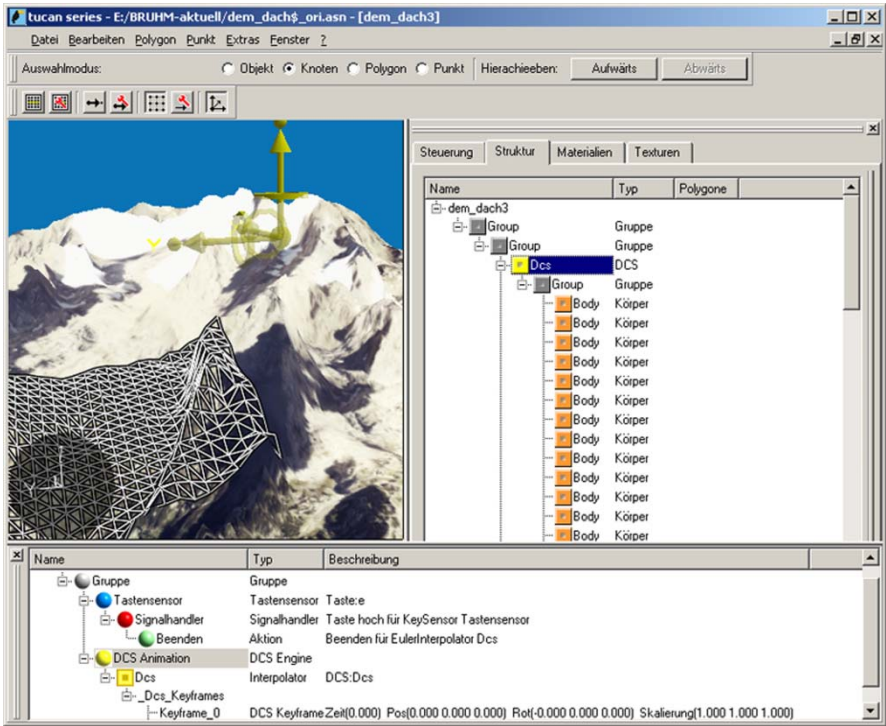 tucan series - E:/BRUHM-aktuell/dem_dach$_ori.asn - [dem_dach3]
Datei Bearbeiten Polygon Punkt Extras Fenster ?
Auswahlmodus: Objekt Knoten Polygon Punkt Hierachieeben: Aufwärts Abwärts
Steuerung Struktur Materialien Texturen
Name Typ Polygone
dem_dach3
Group Gruppe
Group Gruppe
Dcs DCS
Group Gruppe
Body Körper
Body Körper
Body Körper
Body Körper
Body Körper
Body Körper
Body Körper
Body Körper
Body Körper
Body Körper
Body Körper
Body Körper
Body Körper
Name Typ Beschreibung
Gruppe Gruppe
Tastensensor Tastensensor Taste:e
Signalhandler Signalhandler Taste hoch für KeySensor Tastensensor
Beenden Aktion Beenden für EulerInterpolator Dcs
DCS Animation DCS Engine
Dcs Interpolator DCS:Dcs
_Dcs_Keyframes
Keyframe_0 DCS Keyframe Zeit(0.000) Pos(0.000 0.000 0.000) Rot(-0.000 0.000 0.000) Skalierung(1.000 1.000 1.000)